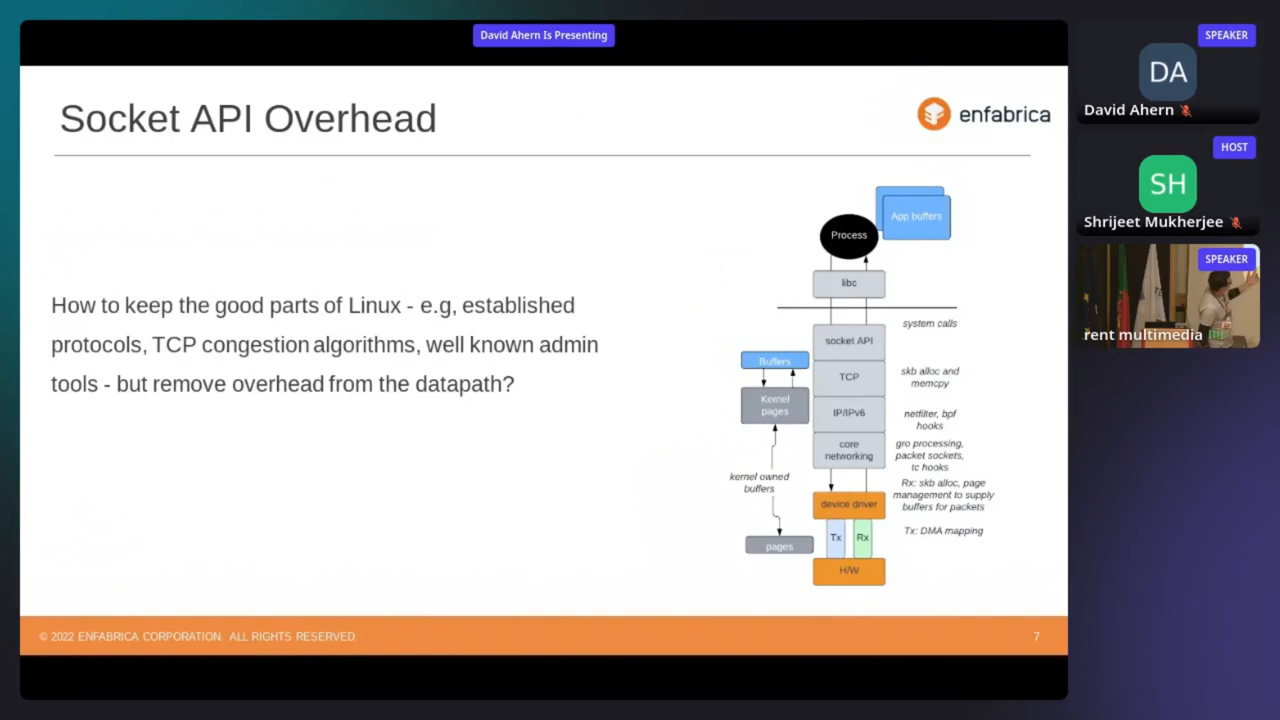 David Ahern Is Presenting
Socket API Overhead
enfabrica
How to keep the good parts of Linux - e.g, established
protocols, TCP congestion algorithms, well known admin
tools - but remove overhead from the datapath?
App buffers
Process
libc
system calls
socket API
Buffers
TCP
skb alloc and
memcpy
Kernel
pages
IP/IPv6
netfilter, bpf
hooks
core
networking
gro processing,
packet sockets,
tc hooks
kernel owned
buffers
Rx: skb alloc, page
management to supply
buffers for packets
device driver
Tx: DMA mapping
Tx
Rx
pages
H/W
© 2022 ENFABRICA CORPORATION. ALL RIGHTS RESERVED.
7
SPEAKER
DA
David Ahern
HOST
SH
Shrijeet Mukherjee
SPEAKER
rent multimedia